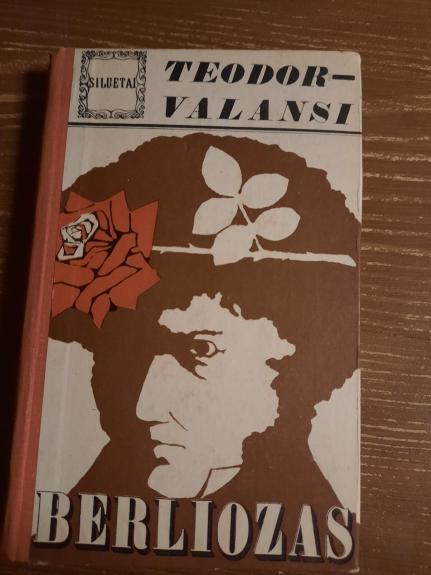 SILUETAI
TEODOR–
VALANSI
BERLIOZAS